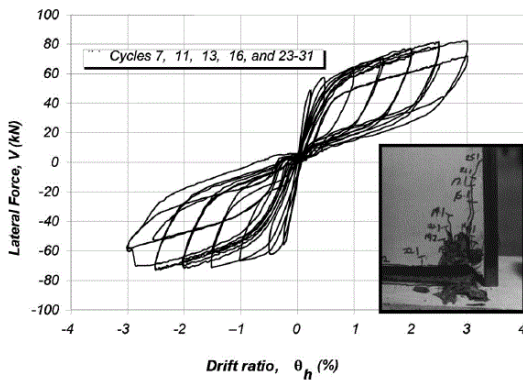 100
80
60
40
20
0
-20
-40
-60
-80
-100
Lateral Force, V (kN)
Cycles 7, 11, 13, 16, and 23-31
-4 -3 -2 –1 0 1 2 3 4
Drift ratio, θh (%)